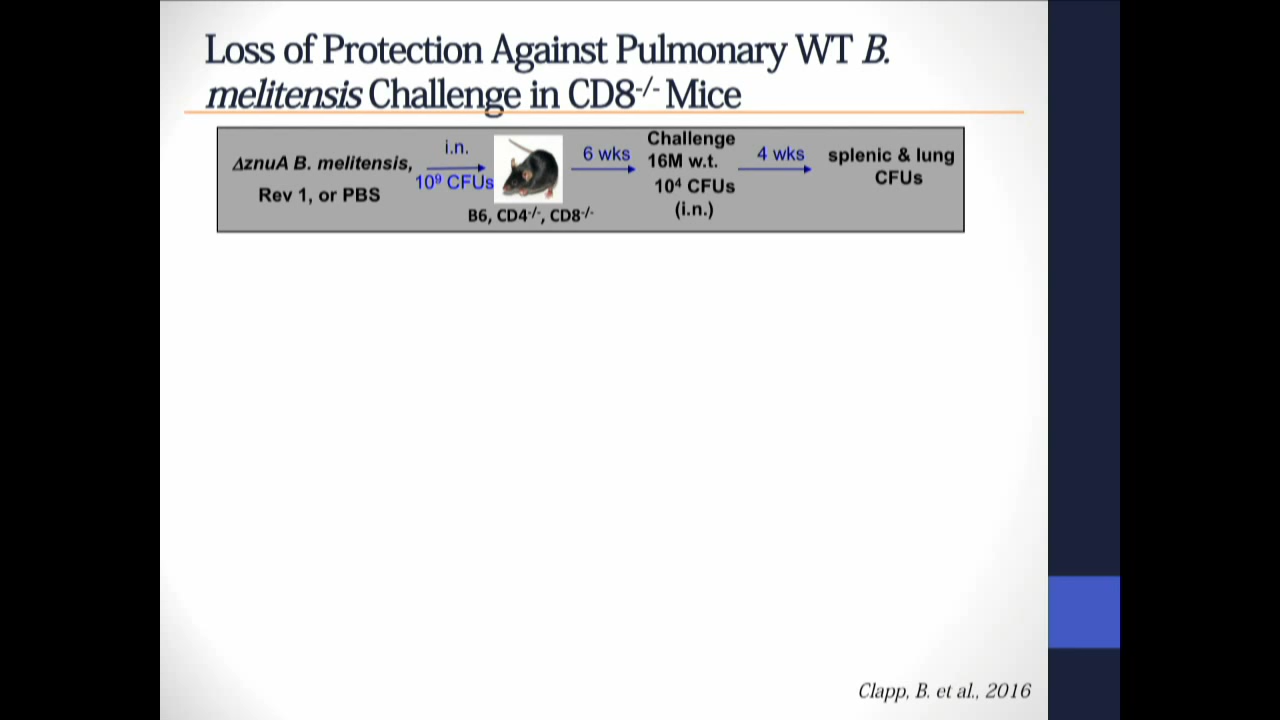 Loss of Protection Against Pulmonary WT B.
melitensis Challenge in CD8-/- Mice
ΔznuA B. melitensis,
Rev 1, or PBS
i.n.
10⁹ CFUs
B6, CD4-/-, CD8-/-
6 wks
Challenge
16M w.t.
10⁴ CFUs
(i.n.)
4 wks
splenic & lung
CFUs
Clapp, B. et al., 2016